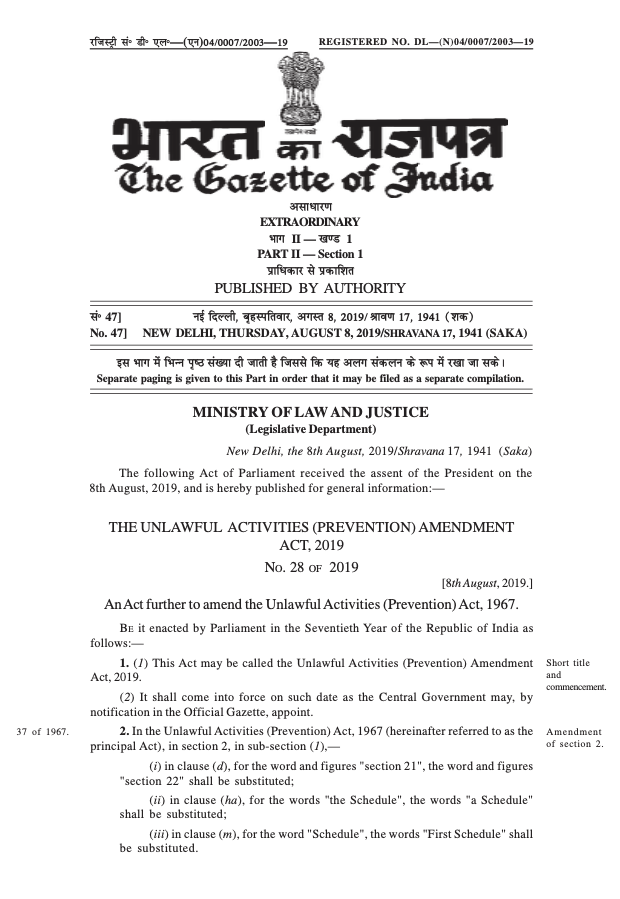 रजिस्ट्री सं॰ डी॰ एल॰—(एन)04/0007/2003—19 REGISTERED NO. DL—(N)04/0007/2003—19
भारत का राजपत्र
The Gazette of India
असाधारण
EXTRAORDINARY
भाग II — खण्ड 1
PART II — Section 1
प्राधिकार से प्रकाशित
PUBLISHED BY AUTHORITY
सं॰ 47] नई दिल्ली, बृहस्पतिवार, अगस्त 8, 2019/ श्रावण 17, 1941 (शक)
No. 47] NEW DELHI, THURSDAY, AUGUST 8, 2019/SHRAVANA 17, 1941 (SAKA)
इस भाग में भिन्न पृष्ठ संख्या दी जाती है जिससे कि यह अलग संकलन के रूप में रखा जा सके।
Separate paging is given to this Part in order that it may be filed as a separate compilation.
MINISTRY OF LAW AND JUSTICE
(Legislative Department)
New Delhi, the 8th August, 2019/Shravana 17, 1941 (Saka)
The following Act of Parliament received the assent of the President on the
8th August, 2019, and is hereby published for general information:—
THE UNLAWFUL ACTIVITIES (PREVENTION) AMENDMENT
ACT, 2019
NO. 28 OF 2019
[8th August, 2019.]
An Act further to amend the Unlawful Activities (Prevention) Act, 1967.
BE it enacted by Parliament in the Seventieth Year of the Republic of India as
follows:—
1. (1) This Act may be called the Unlawful Activities (Prevention) Amendment
Act, 2019.
Short title
and
commencement.
(2) It shall come into force on such date as the Central Government may, by
notification in the Official Gazette, appoint.
37 of 1967.
2. In the Unlawful Activities (Prevention) Act, 1967 (hereinafter referred to as the
principal Act), in section 2, in sub-section (1),—
Amendment
of section 2.
(i) in clause (d), for the word and figures "section 21", the word and figures
"section 22" shall be substituted;
(ii) in clause (ha), for the words "the Schedule", the words "a Schedule"
shall be substituted;
(iii) in clause (m), for the word "Schedule", the words "First Schedule" shall
be substituted.